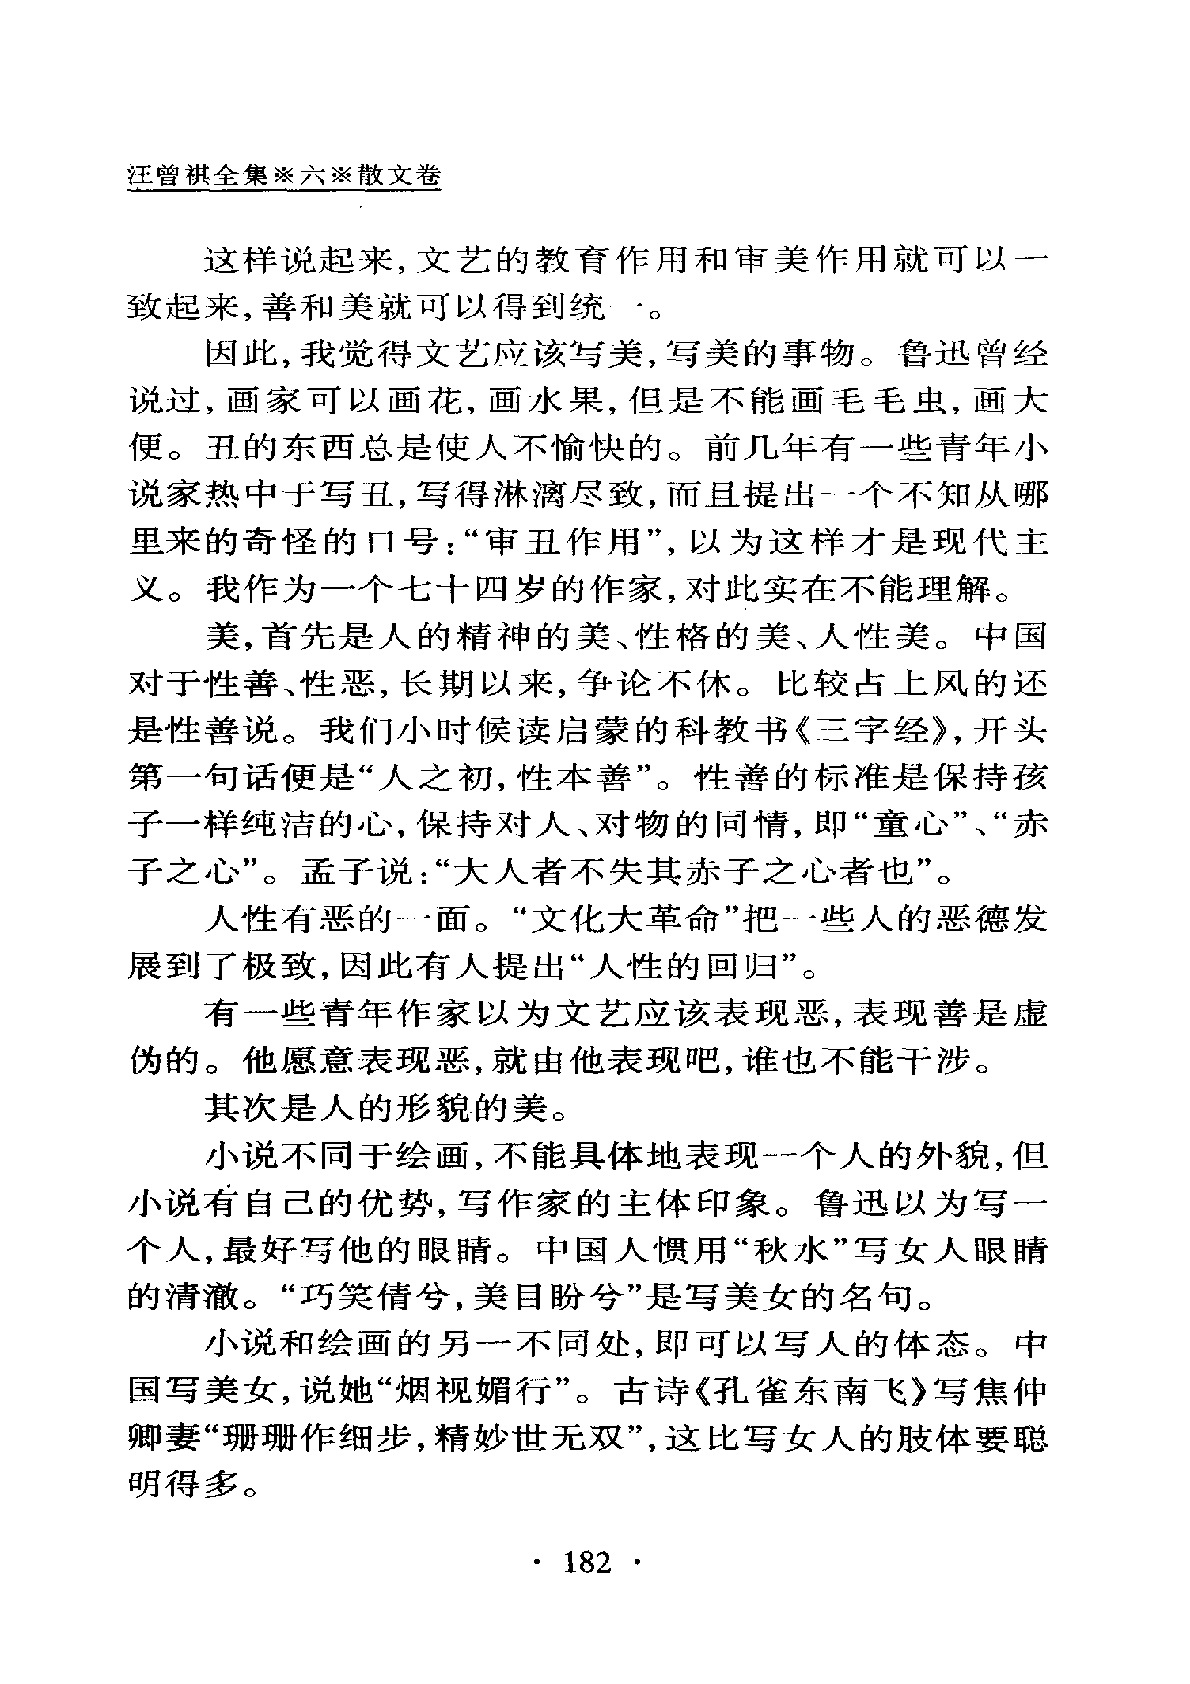 汪曾祺全集※六※散文卷
这样说起来,文艺的教育作用和审美作用就可以一
致起来,善和美就可以得到统一。
因此,我觉得文艺应该写美,写美的事物。鲁迅曾经
说过,画家可以画花,画水果,但是不能画毛毛虫,画大
便。丑的东西总是使人不愉快的。前几年有一些青年小
说家热中于写丑,写得淋漓尽致,而且提出一个不知从哪
里来的奇怪的口号:“审丑作用”,以为这样才是现代主
义。我作为一个七十四岁的作家,对此实在不能理解。
美,首先是人的精神的美、性格的美、人性美。中国
对于性善、性恶,长期以来,争论不休。比较占上风的还
是性善说。我们小时候读启蒙的科教书《三字经》,开头
第一句话便是“人之初,性本善”。性善的标准是保持孩
子一样纯洁的心,保持对人、对物的同情,即“童心”、“赤
子之心”。孟子说:“大人者不失其赤子之心者也”。
人性有恶的一面。“文化大革命”把一些人的恶德发
展到了极致,因此有人提出“人性的回归”。
有一些青年作家以为文艺应该表现恶,表现善是虚
伪的。他愿意表现恶,就由他表现吧,谁也不能干涉。
其次是人的形貌的美。
小说不同于绘画,不能具体地表现一个人的外貌,但
小说有自己的优势,写作家的主体印象。鲁迅以为写一
个人,最好写他的眼睛。中国人惯用“秋水”写女人眼睛
的清澈。“巧笑倩兮,美目盼兮”是写美女的名句。
小说和绘画的另一不同处,即可以写人的体态。中
国写美女,说她“烟视媚行”。古诗《孔雀东南飞》写焦仲
卿妻“珊珊作细步,精妙世无双”,这比写女人的肢体要聪
明得多。
· 182 ·